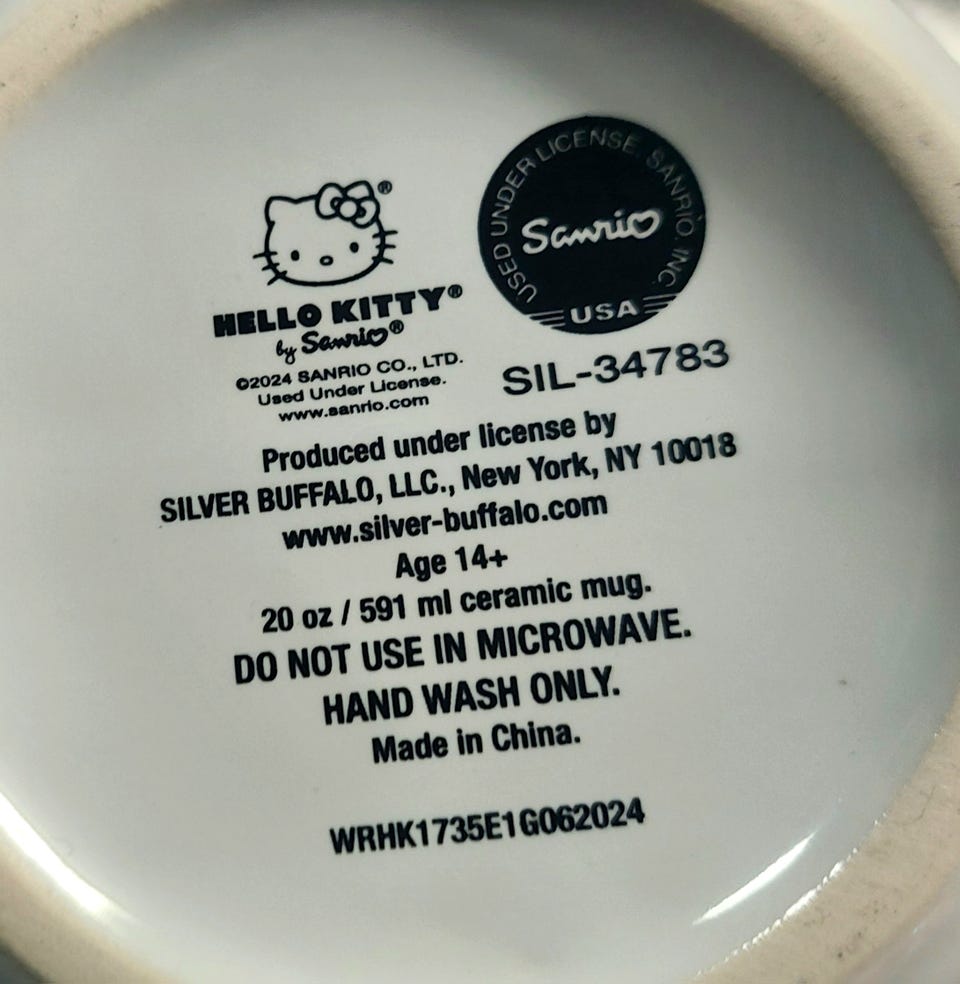 HELLO KITTY®
by Sanrio®
©2024 SANRIO CO., LTD.
Used Under License.
www.sanrio.com
USED UNDER LICENSE. SANRIO, INC.
Sanrio
USA
SIL-34783
Produced under license by
SILVER BUFFALO, LLC., New York, NY 10018
www.silver-buffalo.com
Age 14+
20 oz / 591 ml ceramic mug.
DO NOT USE IN MICROWAVE.
HAND WASH ONLY.
Made in China.
WRHK1735E1G062024